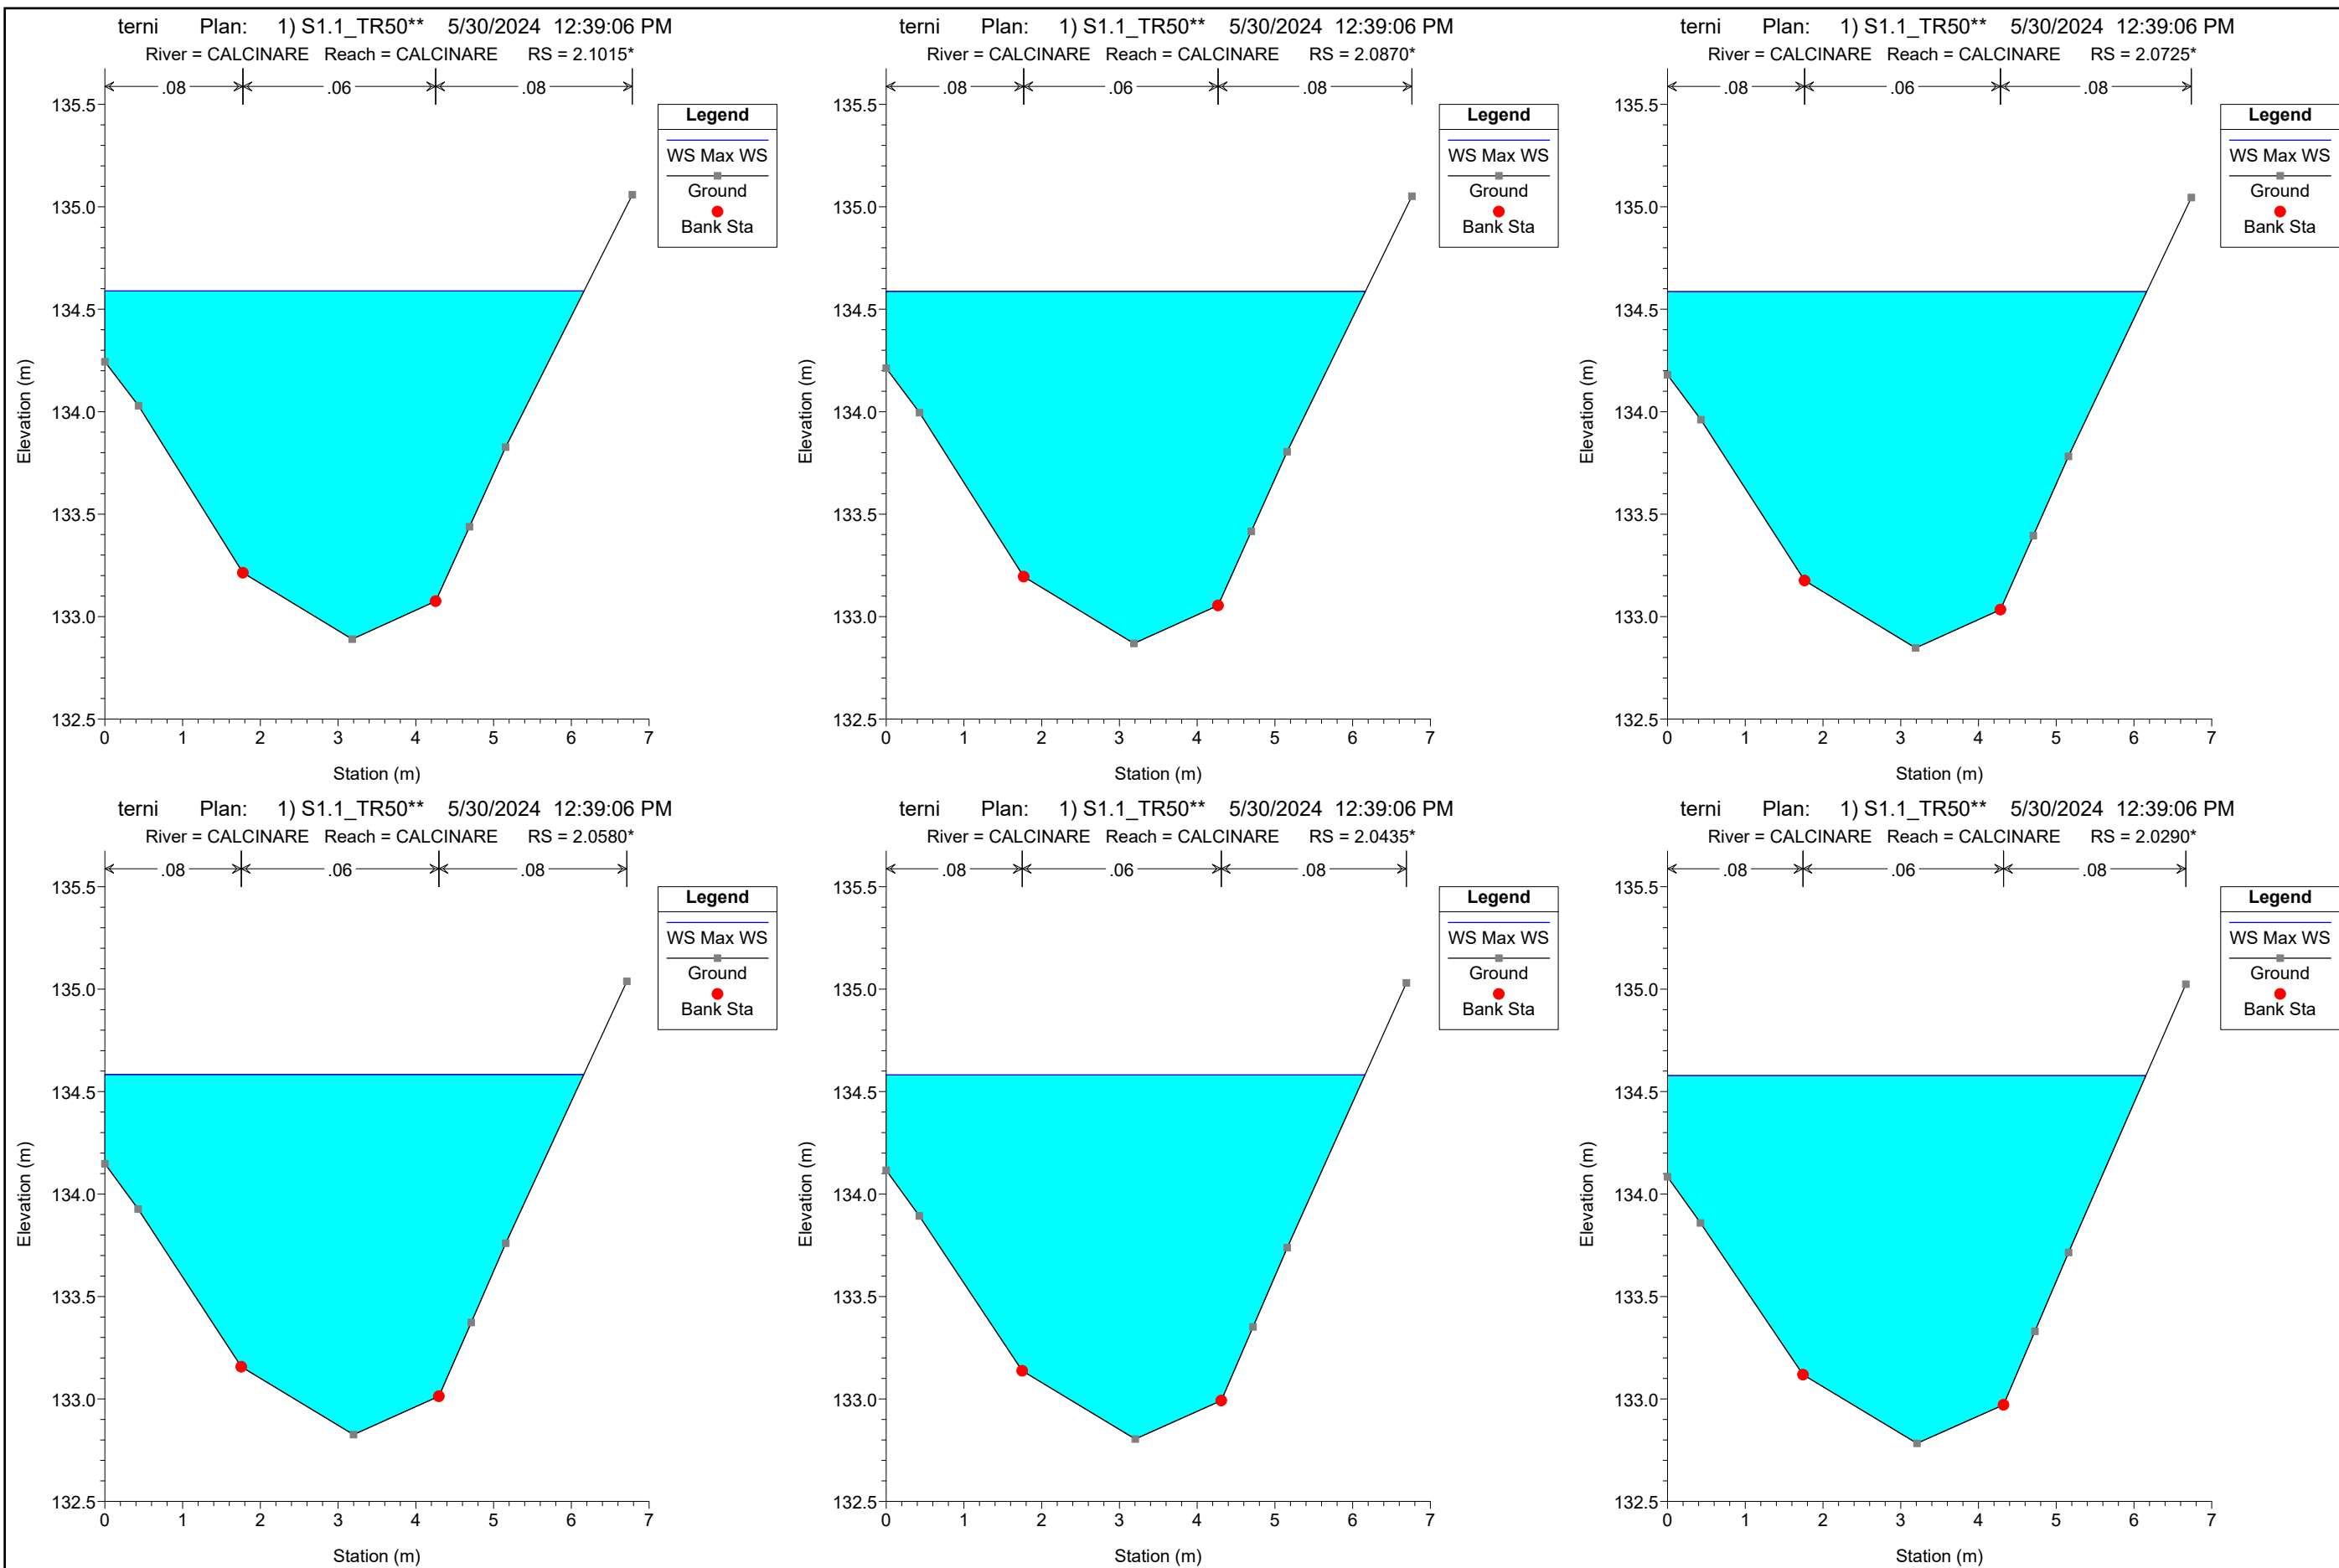 terni Plan: 1) S1.1_TR50** 5/30/2024 12:39:06 PM
River = CALCINARE Reach = CALCINARE RS = 2.1015*
.08 .06 .08
135.5
135.0
134.5
134.0
133.5
133.0
132.5
Elevation (m)
0 1 2 3 4 5 6 7
Station (m)
Legend
WS Max WS
Ground
Bank Sta
terni Plan: 1) S1.1_TR50** 5/30/2024 12:39:06 PM
River = CALCINARE Reach = CALCINARE RS = 2.0870*
.08 .06 .08
135.5
135.0
134.5
134.0
133.5
133.0
132.5
Elevation (m)
0 1 2 3 4 5 6 7
Station (m)
Legend
WS Max WS
Ground
Bank Sta
terni Plan: 1) S1.1_TR50** 5/30/2024 12:39:06 PM
River = CALCINARE Reach = CALCINARE RS = 2.0725*
.08 .06 .08
135.5
135.0
134.5
134.0
133.5
133.0
132.5
Elevation (m)
0 1 2 3 4 5 6 7
Station (m)
Legend
WS Max WS
Ground
Bank Sta
terni Plan: 1) S1.1_TR50** 5/30/2024 12:39:06 PM
River = CALCINARE Reach = CALCINARE RS = 2.0580*
.08 .06 .08
135.5
135.0
134.5
134.0
133.5
133.0
132.5
Elevation (m)
0 1 2 3 4 5 6 7
Station (m)
Legend
WS Max WS
Ground
Bank Sta
terni Plan: 1) S1.1_TR50** 5/30/2024 12:39:06 PM
River = CALCINARE Reach = CALCINARE RS = 2.0435*
.08 .06 .08
135.5
135.0
134.5
134.0
133.5
133.0
132.5
Elevation (m)
0 1 2 3 4 5 6 7
Station (m)
Legend
WS Max WS
Ground
Bank Sta
terni Plan: 1) S1.1_TR50** 5/30/2024 12:39:06 PM
River = CALCINARE Reach = CALCINARE RS = 2.0290*
.08 .06 .08
135.5
135.0
134.5
134.0
133.5
133.0
132.5
Elevation (m)
0 1 2 3 4 5 6 7
Station (m)
Legend
WS Max WS
Ground
Bank Sta